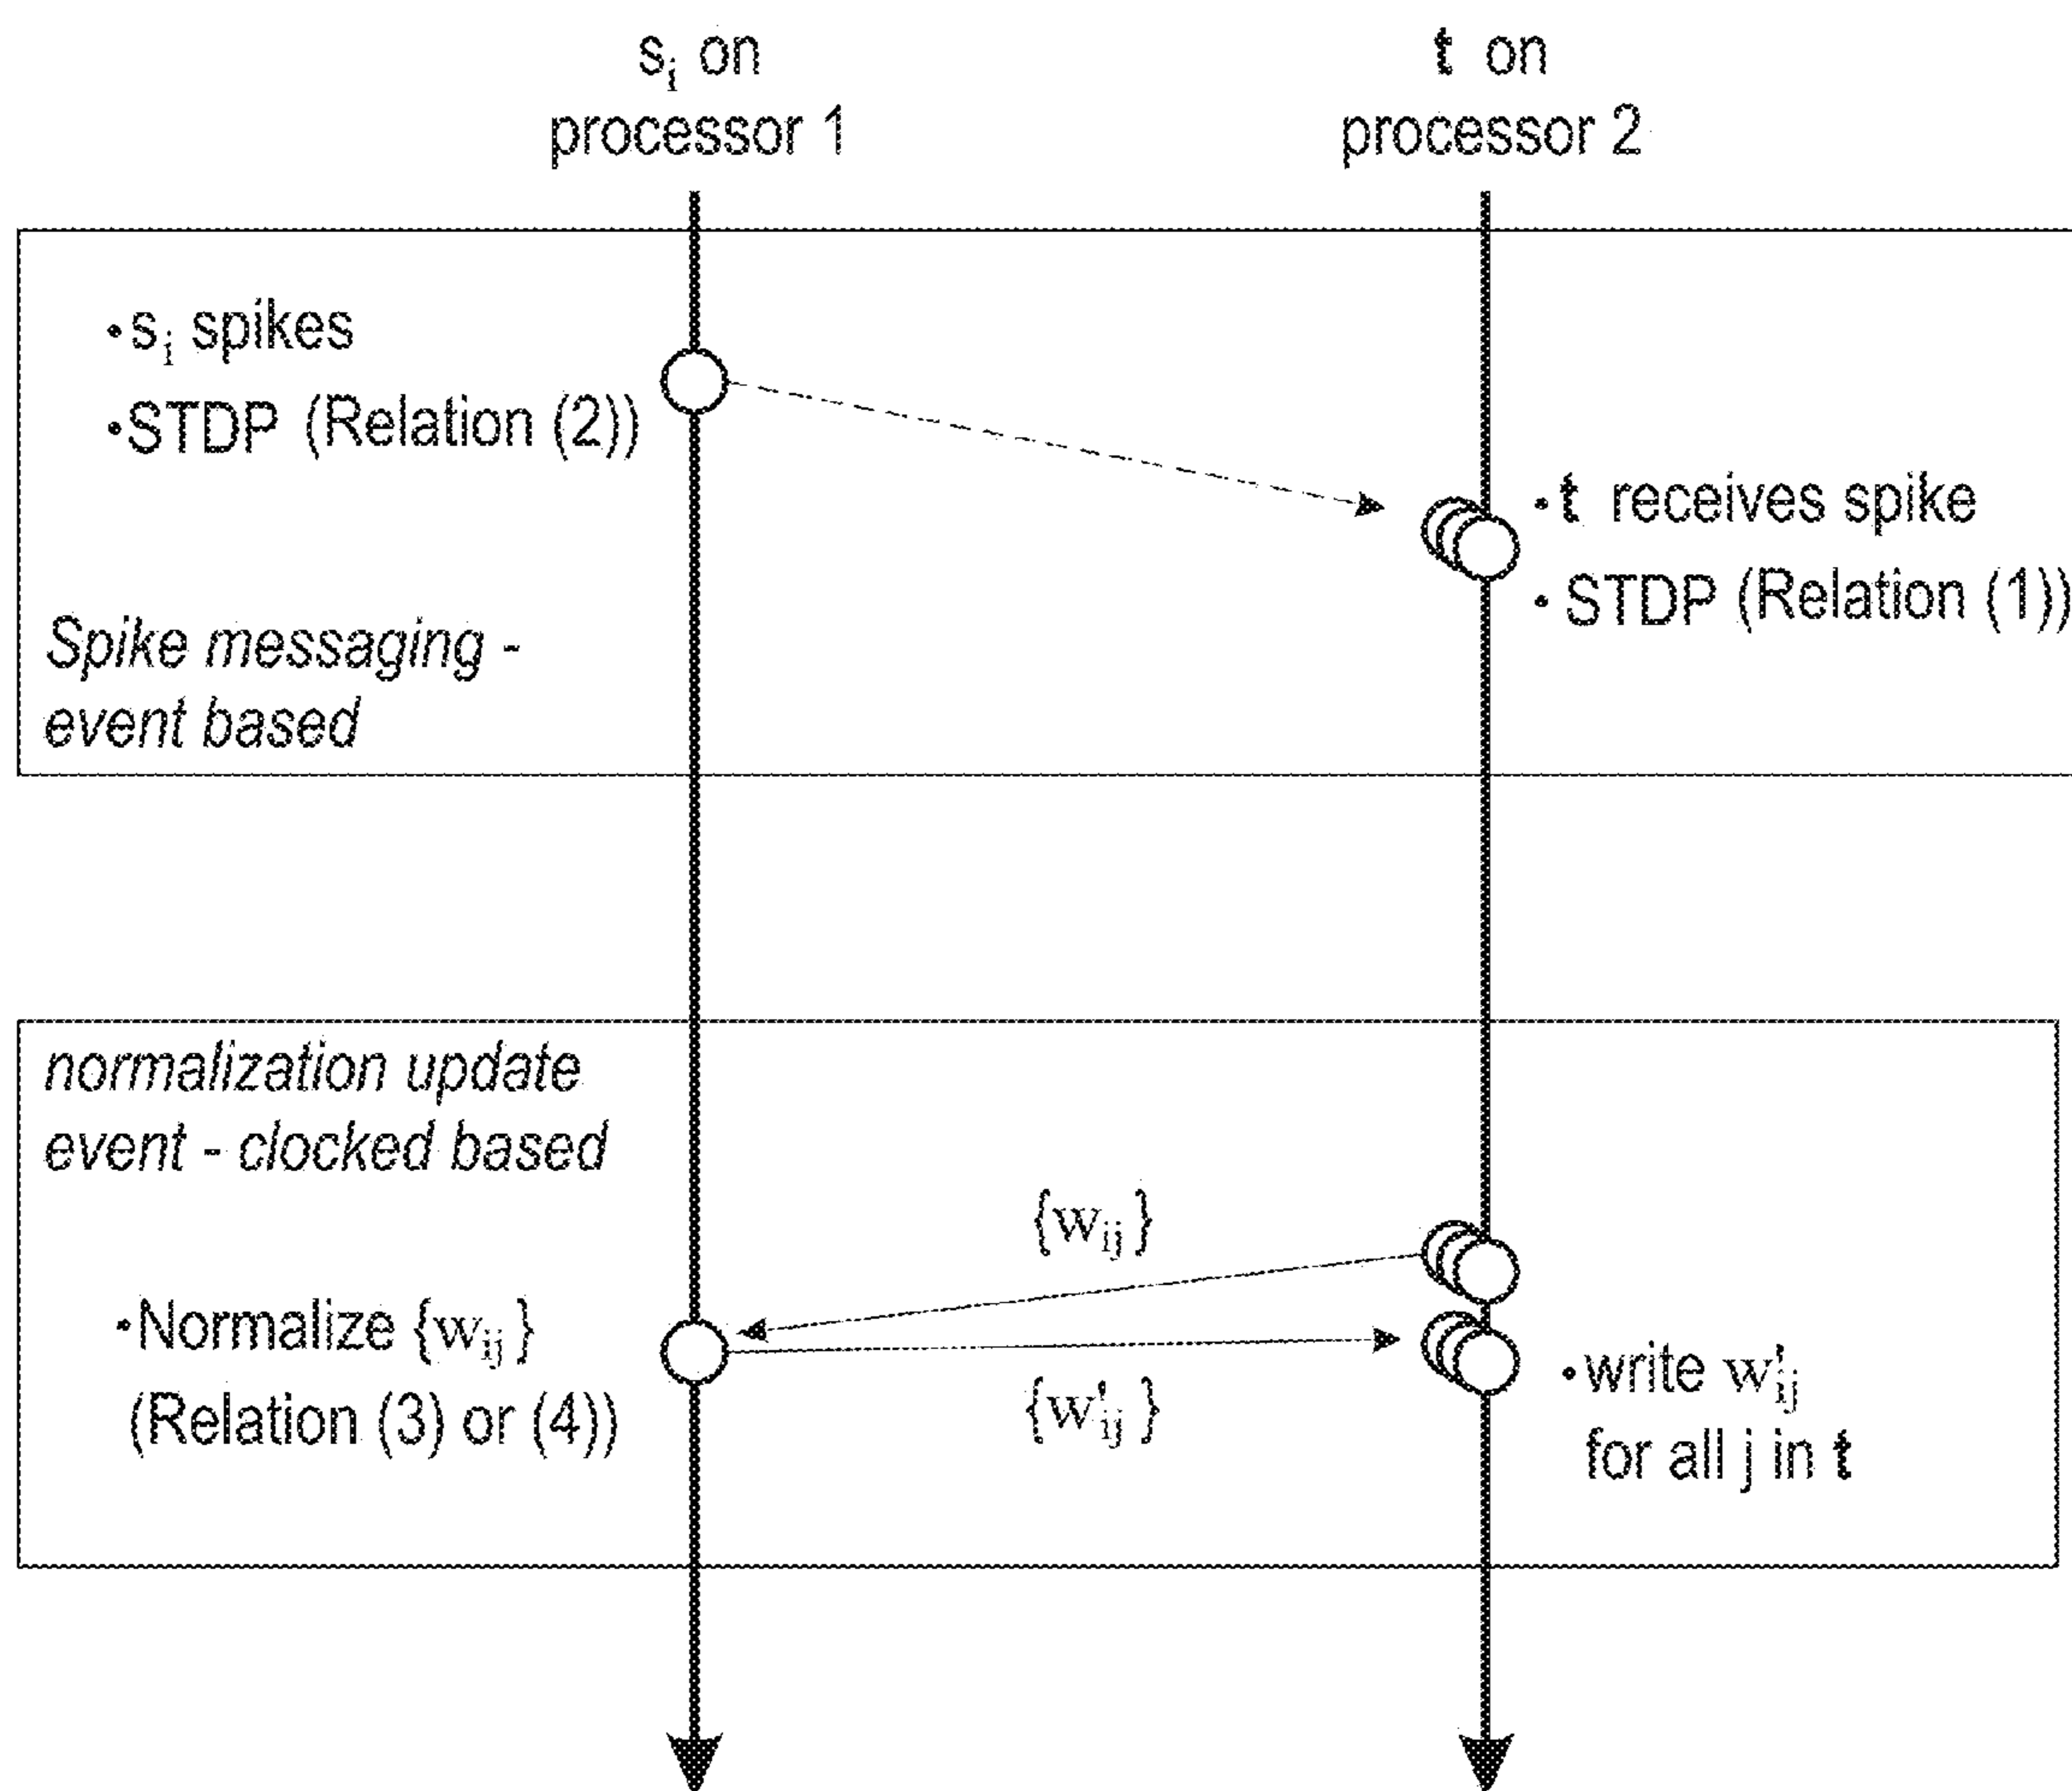 s_i on
processor 1
t on
processor 2
•s_i spikes
•STDP (Relation (2))
•t receives spike
•STDP (Relation (1))
Spike messaging -
event based
normalization update
event - clocked based
{w_ij}
•Normalize {w_ij}
(Relation (3) or (4))
{w'_ij}
•write w'_ij
for all j in t